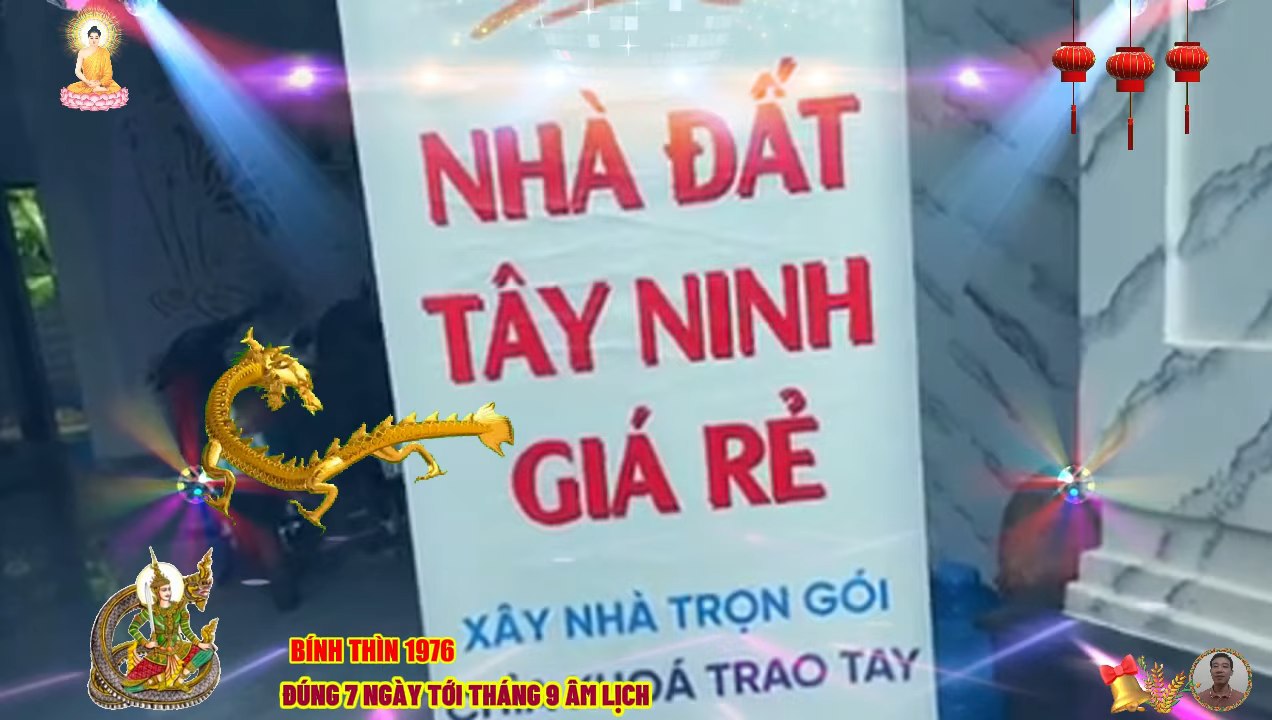 NHÀ ĐẤT
TÂY NINH
GIÁ RẺ
XÂY NHÀ TRỌN GÓI
KHOÁ TRAO TAY
BÍNH THÌN 1976
ĐÚNG 7 NGÀY TỚI THÁNG 9 ÂM LỊCH